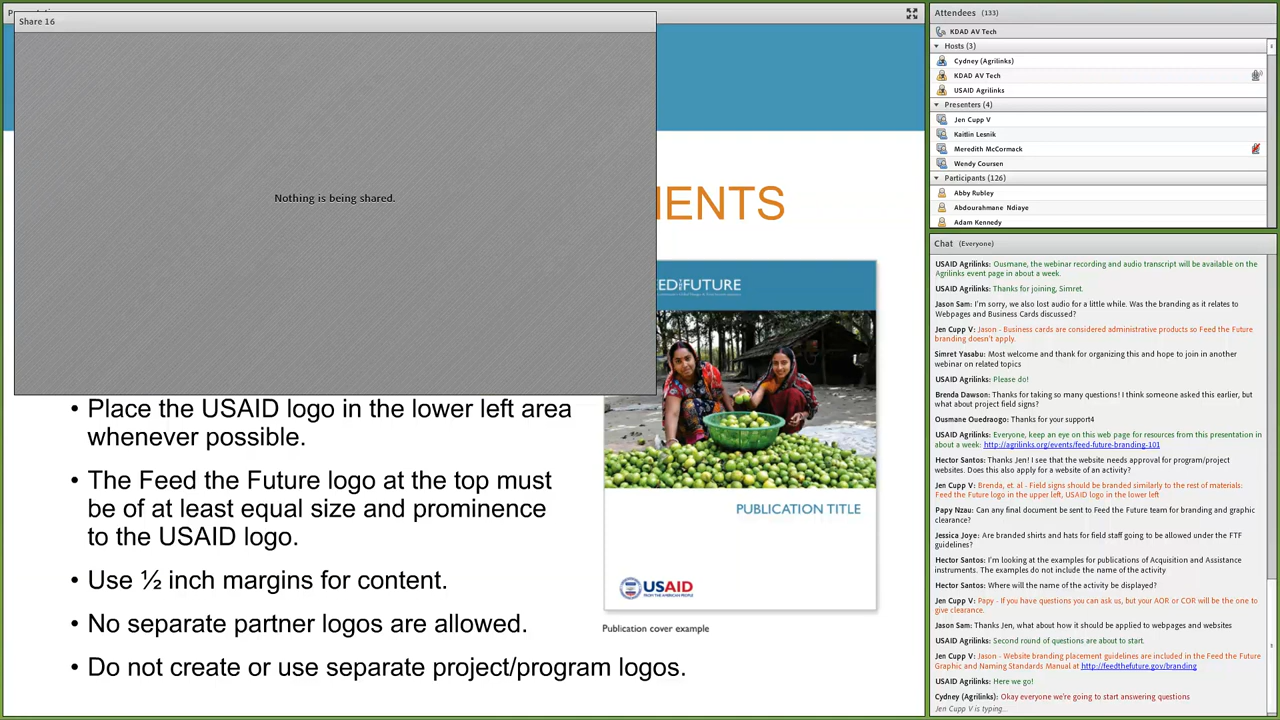 Share 16
Nothing is being shared.
MENTS
EDTHEFUTURE
• Place the USAID logo in the lower left area
whenever possible.
• The Feed the Future logo at the top must
be of at least equal size and prominence
to the USAID logo.
• Use ½ inch margins for content.
• No separate partner logos are allowed.
• Do not create or use separate project/program logos.
PUBLICATION TITLE
USAID
FROM THE AMERICAN PEOPLE
Publication cover example
Attendees (133)
KDAD AV Tech
Hosts (3)
Cydney (Agrilinks)
KDAD AV Tech
USAID Agrilinks
Presenters (4)
Jen Cupp V
Kaitlin Lesnik
Meredith McCormack
Wendy Coursen
Participants (126)
Abby Rubley
Abdourahmane Ndiaye
Adam Kennedy
Chat (Everyone)
USAID Agrilinks: Ousmane, the webinar recording and audio transcript will be available on the
Agrilinks event page in about a week.
USAID Agrilinks: Thanks for joining, Simret.
Jason Sam: I'm sorry, we also lost audio for a little while. Was the branding as it relates to
Webpages and Business Cards discussed?
Jen Cupp V: Jason - Business cards are considered administrative products so Feed the Future
branding doesn't apply.
Simret Yasabu: Most welcome and thank for organizing this and hope to join in another
webinar on related topics
USAID Agrilinks: Please do!
Brenda Dawson: Thanks for taking so many questions! I think someone asked this earlier, but
what about project field signs?
Ousmane Ouedraogo: Thanks for your support4
USAID Agrilinks: Everyone, keep an eye on this web page for resources from this presentation in
about a week: http://agrilinks.org/events/feed-future-branding-101
Hector Santos: Thanks Jen! I see that the website needs approval for program/project
websites. Does this also apply for a website of an activity?
Jen Cupp V: Brenda, et. al - Field signs should be branded similarly to the rest of materials:
Feed the Future logo in the upper left, USAID logo in the lower left
Papy Nzau: Can any final document be sent to Feed the Future team for branding and graphic
clearance?
Jessica Joye: Are branded shirts and hats for field staff going to be allowed under the FTF
guidelines?
Hector Santos: I'm looking at the examples for publications of Acquisition and Assistance
instruments. The examples do not include the name of the activity
Hector Santos: Where will the name of the activity be displayed?
Jen Cupp V: Papy - If you have questions you can ask us, but your AOR or COR will be the one to
give clearance.
Jason Sam: Thanks Jen, what about how it should be applied to webpages and websites
USAID Agrilinks: Second round of questions are about to start.
Jen Cupp V: Jason - Website branding placement guidelines are included in the Feed the Future
Graphic and Naming Standards Manual at http://feedthefuture.gov/branding
USAID Agrilinks: Here we go!
Cydney (Agrilinks): Okay everyone we're going to start answering questions
Jen Cupp V is typing...